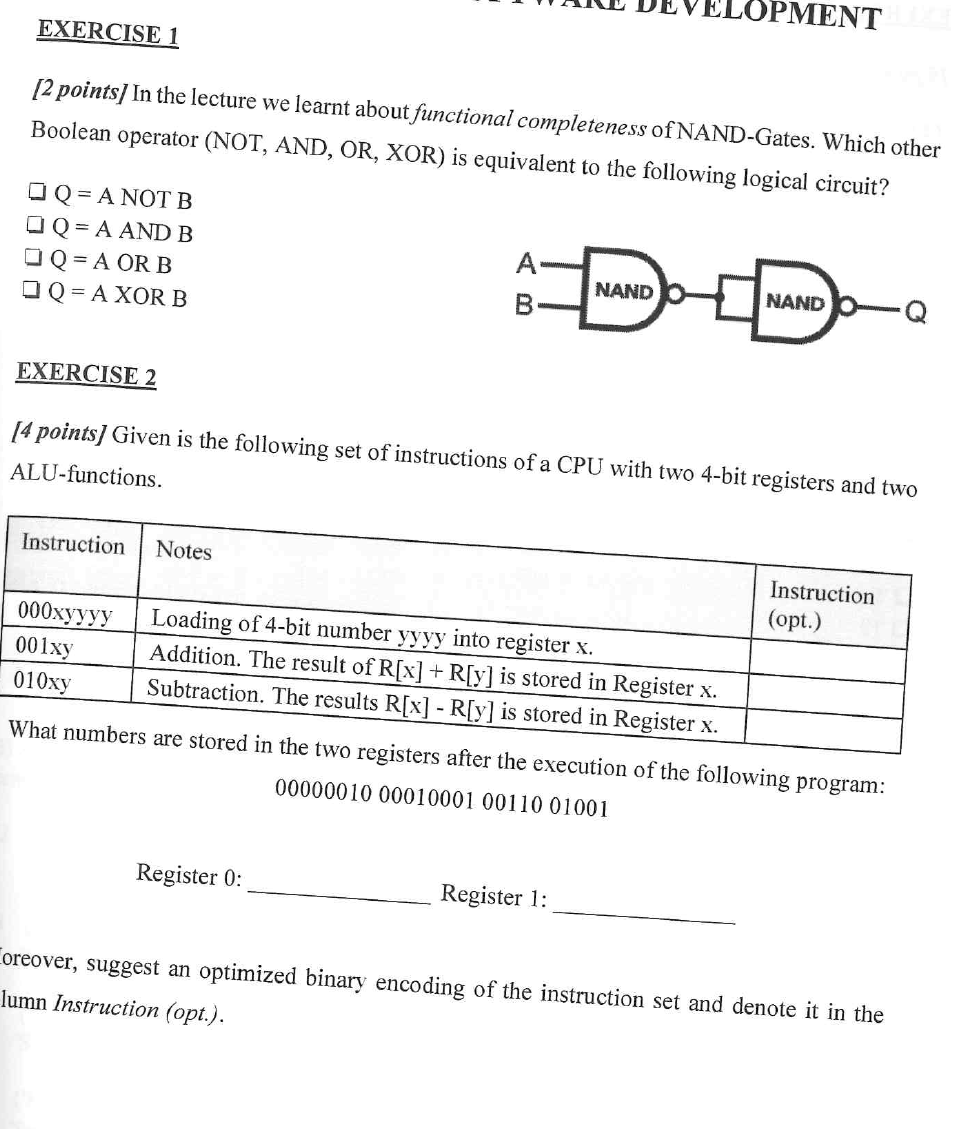 DEVELOPMENT
EXERCISE 1
[2 points] In the lecture we learnt about functional completeness of NAND-Gates. Which other
Boolean operator (NOT, AND, OR, XOR) is equivalent to the following logical circuit?
❏ Q = A NOT B
❏ Q = A AND B
❏ Q = A OR B
❏ Q = A XOR B
A
B
NAND
NAND
Q
EXERCISE 2
[4 points] Given is the following set of instructions of a CPU with two 4-bit registers and two
ALU-functions.
Instruction Notes Instruction
(opt.)
000xyyyy Loading of 4-bit number yyyy into register x.
001xy Addition. The result of R[x] + R[y] is stored in Register x.
010xy Subtraction. The results R[x] - R[y] is stored in Register x.
What numbers are stored in the two registers after the execution of the following program:
00000010 00010001 00110 01001
Register 0: Register 1:
oreover, suggest an optimized binary encoding of the instruction set and denote it in the
lumn Instruction (opt.).